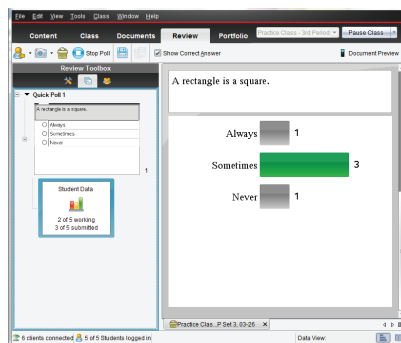 File Edit View Tools Class Window Help
Content Class Documents Review Portfolio Practice Class - 3rd Period Pause Class
Stop Poll Show Correct Answer Document Preview
Review Toolbox
Quick Poll 1
A rectangle is a square.
Always
Sometimes
Never
1
Student Data
2 of 5 working
3 of 5 submitted
A rectangle is a square.
Always 1
Sometimes 3
Never 1
Practice Clas...P Set 3, 03-26
6 clients connected 5 of 5 Students logged in Data View: